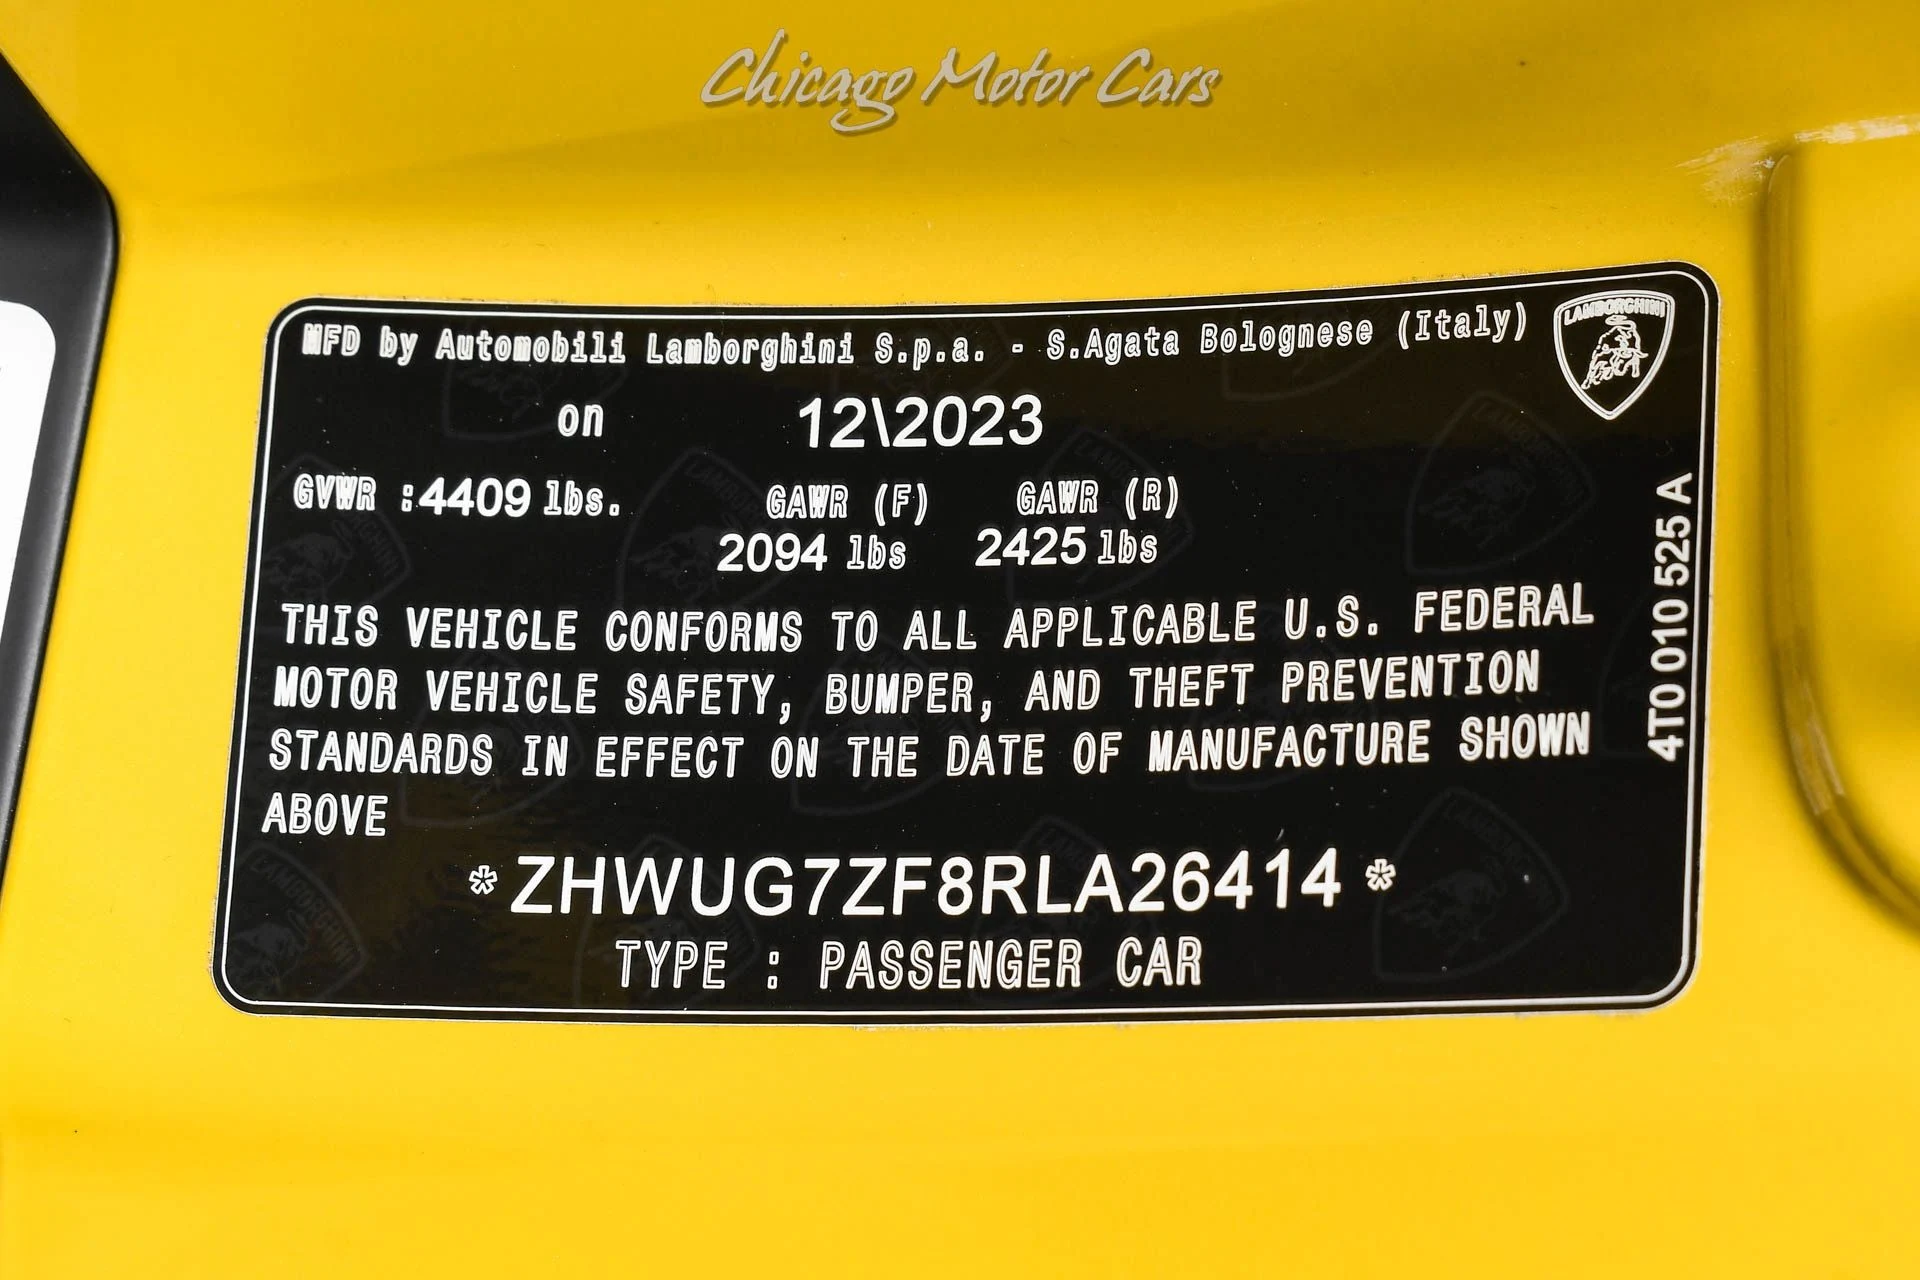 Chicago Motor Cars
MFD by Automobili Lamborghini S.p.a. - S.Agata Bolognese (Italy)
LAMBORGHINI
on 12\2023
GVWR :4409 lbs. GAWR (F) GAWR (R)
2094 lbs 2425 lbs
THIS VEHICLE CONFORMS TO ALL APPLICABLE U.S. FEDERAL
MOTOR VEHICLE SAFETY, BUMPER, AND THEFT PREVENTION
STANDARDS IN EFFECT ON THE DATE OF MANUFACTURE SHOWN
ABOVE
*ZHWUG7ZF8RLA26414*
TYPE : PASSENGER CAR
4T0 010 525 A